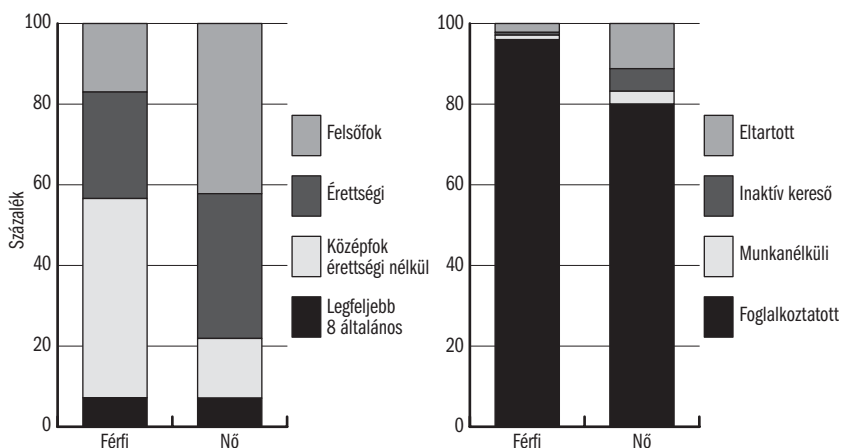 Százalék
100
80
60
40
20
0
Férfi
Nő
Felsőfok
Érettségi
Középfok
érettségi nélkül
Legfeljebb
8 általános
100
80
60
40
20
0
Férfi
Nő
Eltartott
Inaktív kereső
Munkanélküli
Foglalkoztatott